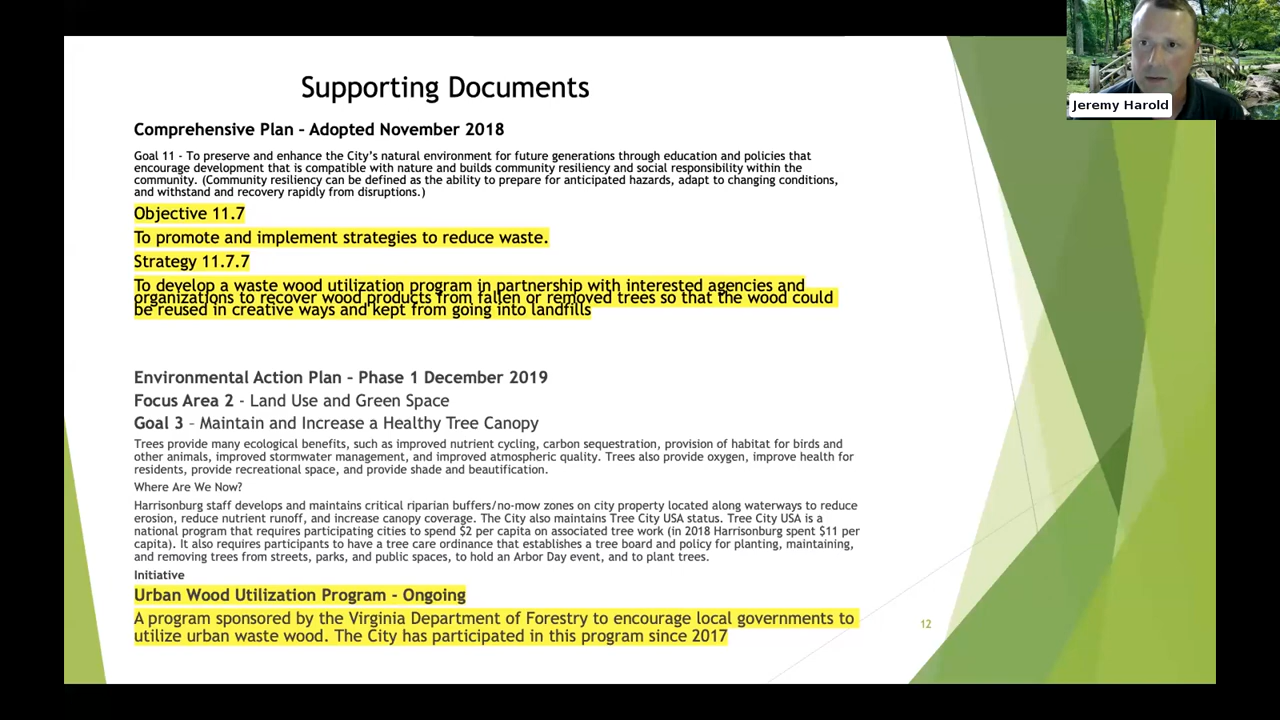 Jeremy Harold
Supporting Documents
Comprehensive Plan – Adopted November 2018
Goal 11 - To preserve and enhance the City's natural environment for future generations through education and policies that
encourage development that is compatible with nature and builds community resiliency and social responsibility within the
community. (Community resiliency can be defined as the ability to prepare for anticipated hazards, adapt to changing conditions,
and withstand and recovery rapidly from disruptions.)
Objective 11.7
To promote and implement strategies to reduce waste.
Strategy 11.7.7
To develop a waste wood utilization program in partnership with interested agencies and
organizations to recover wood products from fallen or removed trees so that the wood could
be reused in creative ways and kept from going into landfills
Environmental Action Plan – Phase 1 December 2019
Focus Area 2 - Land Use and Green Space
Goal 3 – Maintain and Increase a Healthy Tree Canopy
Trees provide many ecological benefits, such as improved nutrient cycling, carbon sequestration, provision of habitat for birds and
other animals, improved stormwater management, and improved atmospheric quality. Trees also provide oxygen, improve health for
residents, provide recreational space, and provide shade and beautification.
Where Are We Now?
Harrisonburg staff develops and maintains critical riparian buffers/no-mow zones on city property located along waterways to reduce
erosion, reduce nutrient runoff, and increase canopy coverage. The City also maintains Tree City USA status. Tree City USA is a
national program that requires participating cities to spend $2 per capita on associated tree work (in 2018 Harrisonburg spent $11 per
capita). It also requires participants to have a tree care ordinance that establishes a tree board and policy for planting, maintaining,
and removing trees from streets, parks, and public spaces, to hold an Arbor Day event, and to plant trees.
Initiative
Urban Wood Utilization Program - Ongoing
A program sponsored by the Virginia Department of Forestry to encourage local governments to
utilize urban waste wood. The City has participated in this program since 2017
12